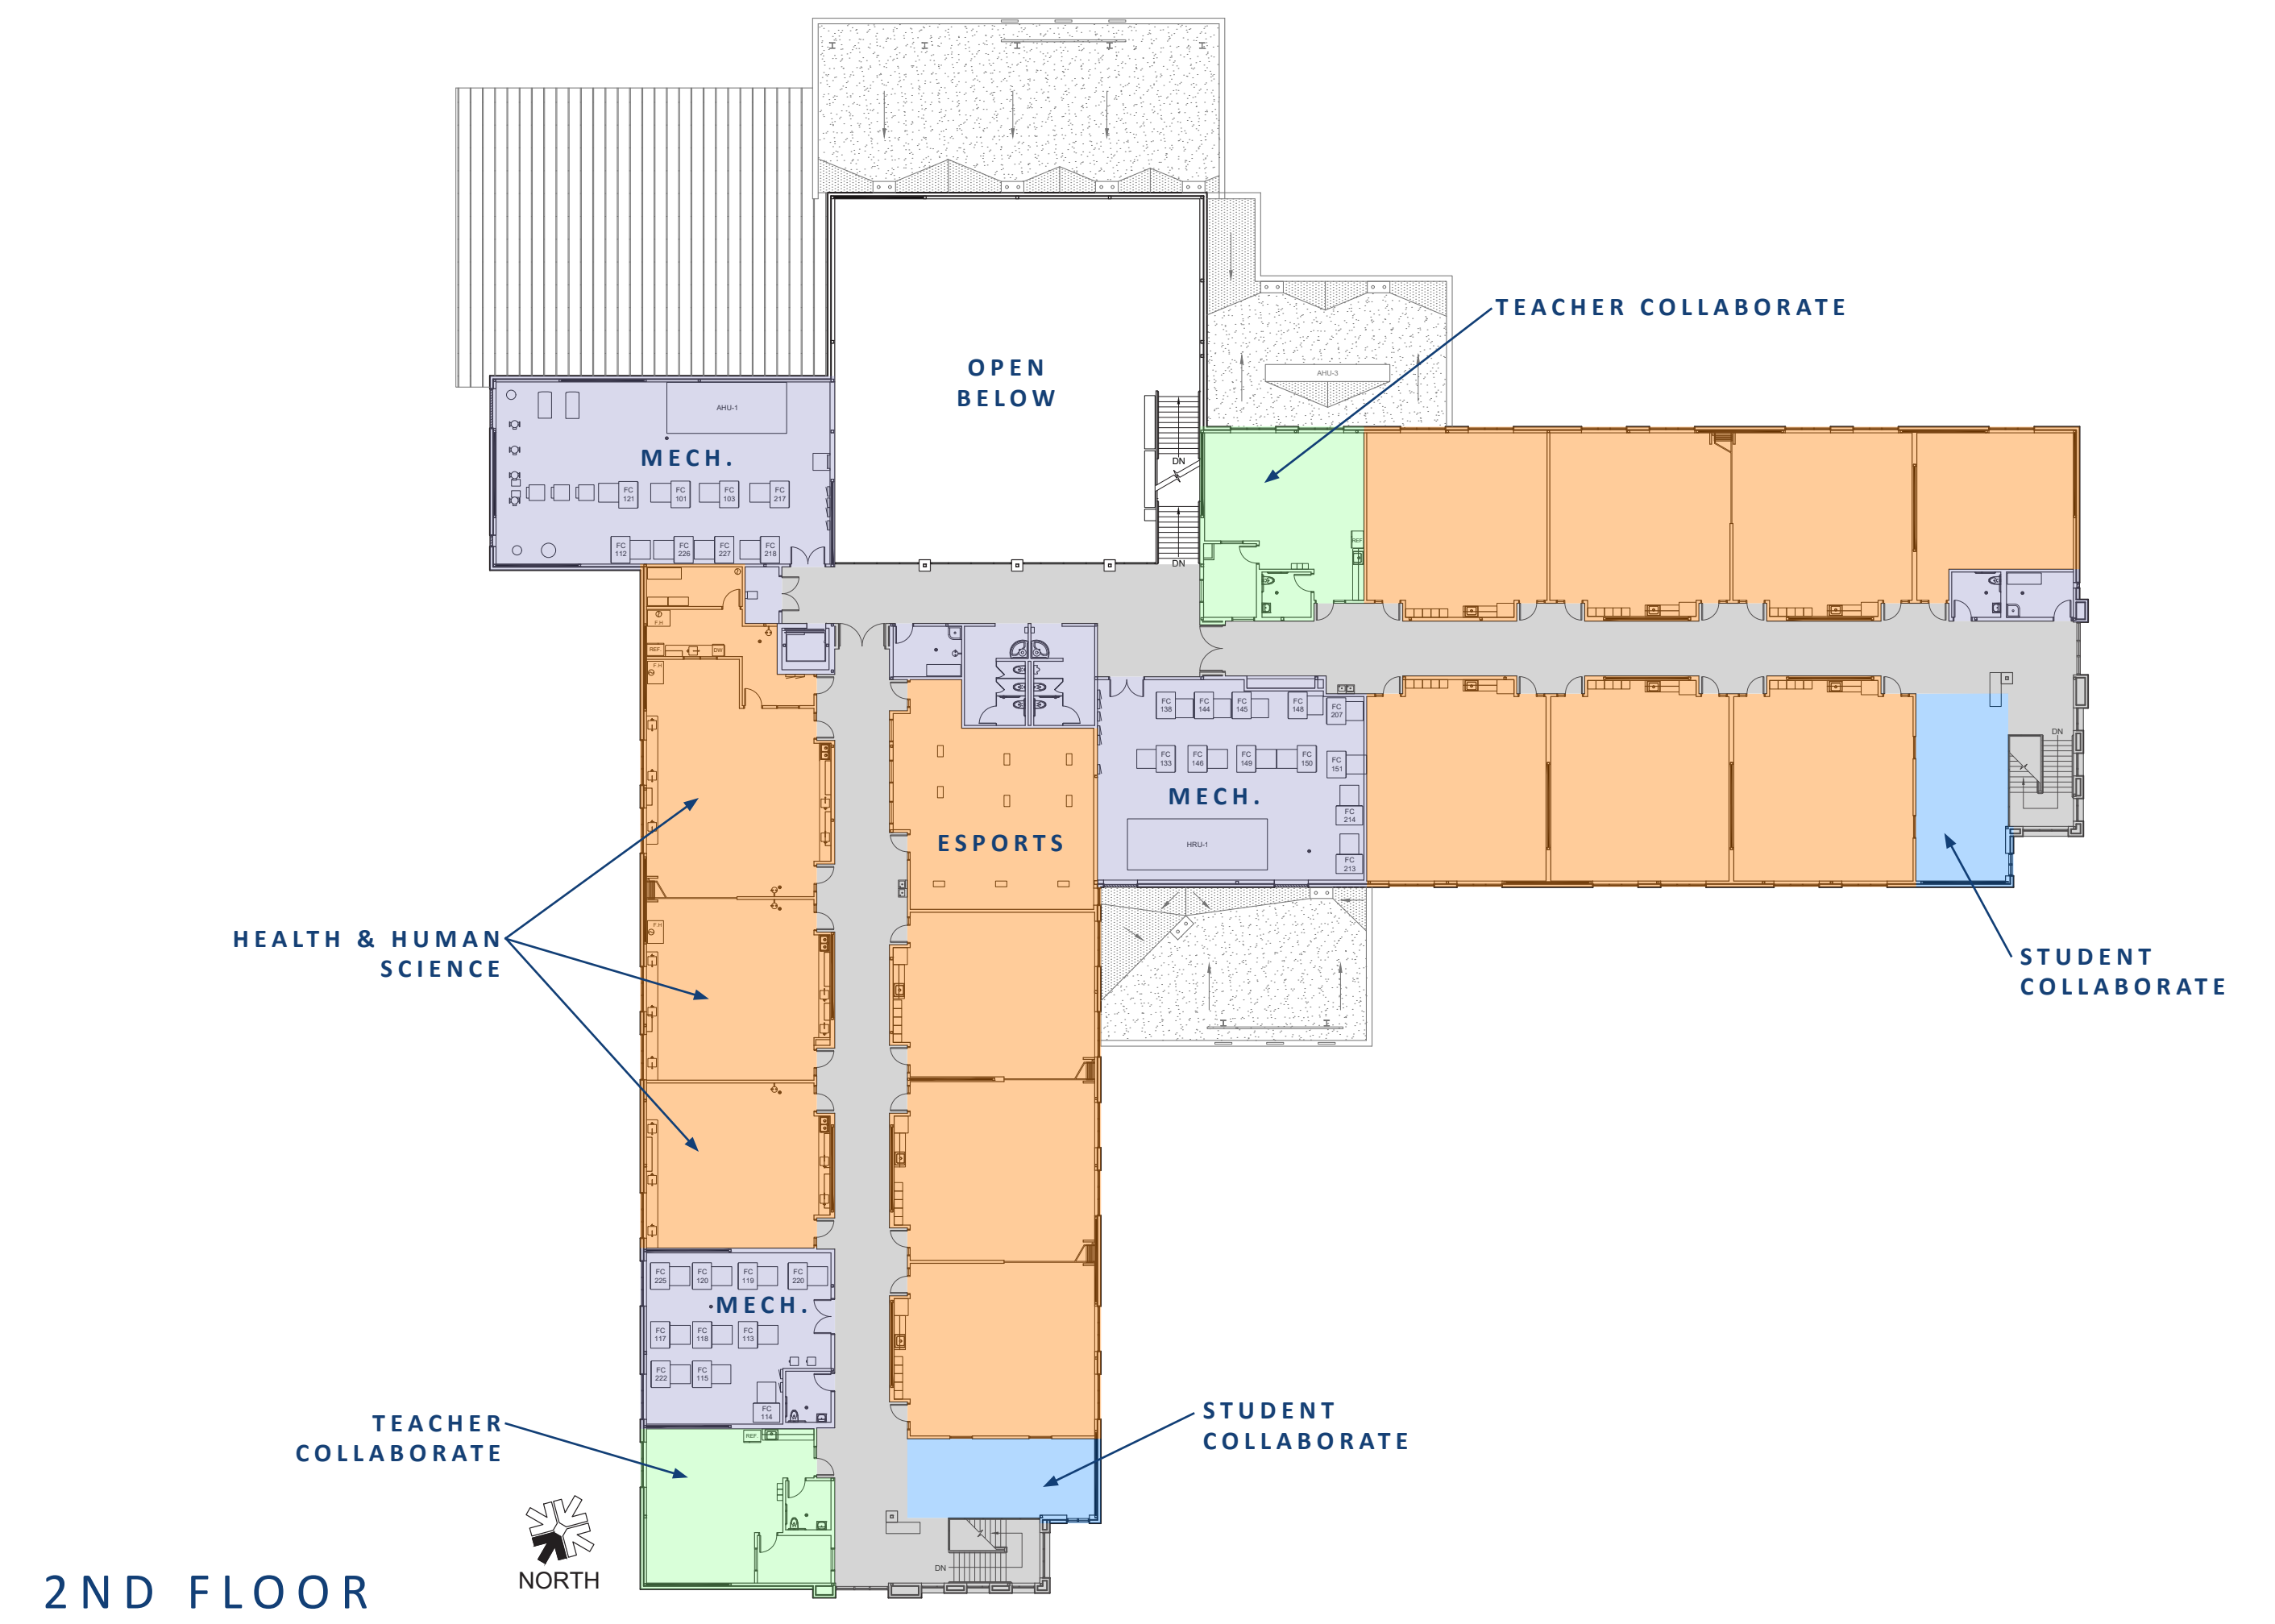 TEACHER COLLABORATE
OPEN
BELOW
AHU-3
AHU-1
MECH.
DN
FC
121
FC
101
FC
103
FC
217
REF.
FC
112
FC
226
FC
227
FC
218
DN
F.H
REF.
DW
F.H
FC
138
FC
144
FC
145
FC
148
FC
207
DN
FC
133
FC
146
FC
149
FC
150
FC
151
MECH.
FC
214
ESPORTS
HRU-1
FC
213
HEALTH & HUMAN
SCIENCE
F.H
STUDENT
COLLABORATE
FC
225
FC
120
FC
119
FC
220
MECH.
FC
117
FC
118
FC
113
FC
222
FC
115
FC
114
TEACHER
COLLABORATE
REF.
STUDENT
COLLABORATE
DN
NORTH
2ND FLOOR